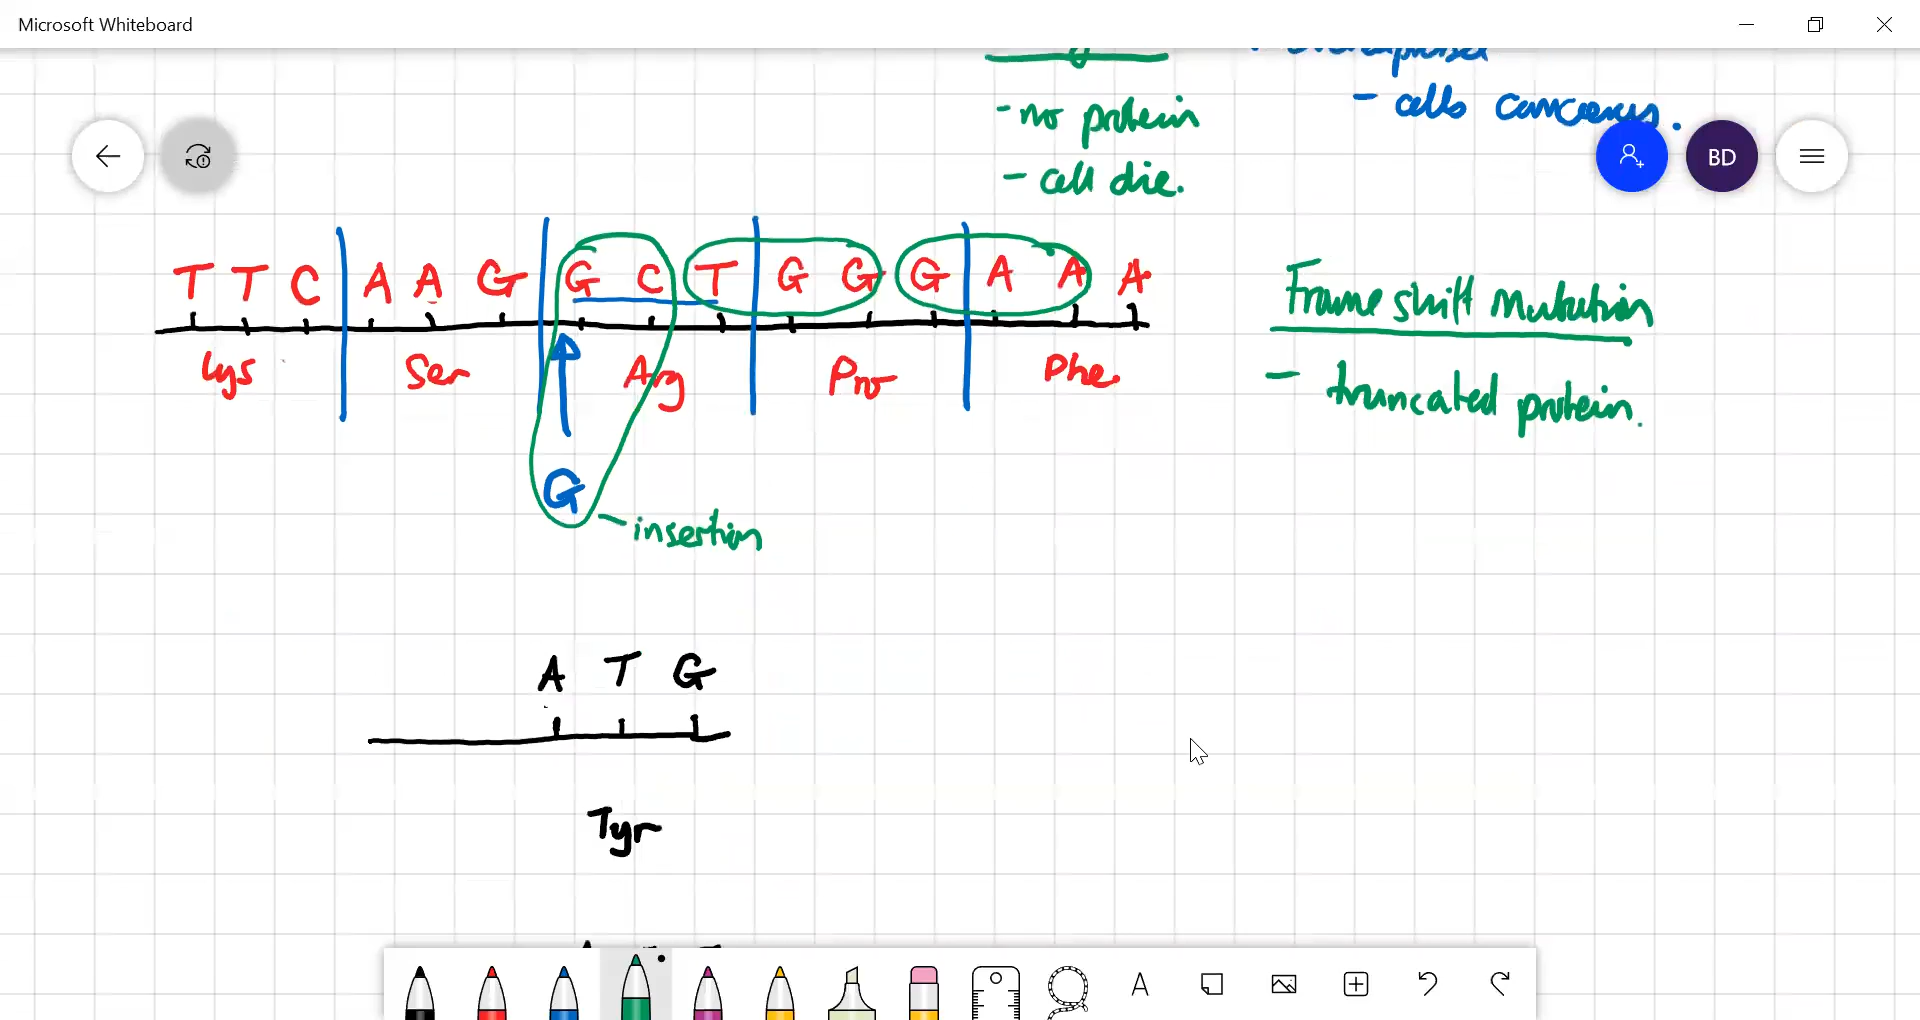 Microsoft Whiteboard
- cells cancerous.
- no protein
- cell die.
BD
T T C A A G G C T G G G A A A
Lys Ser Arg Pro Phe
G
insertion
Frame shift Mutation
- truncated protein.
A T G
Tyr